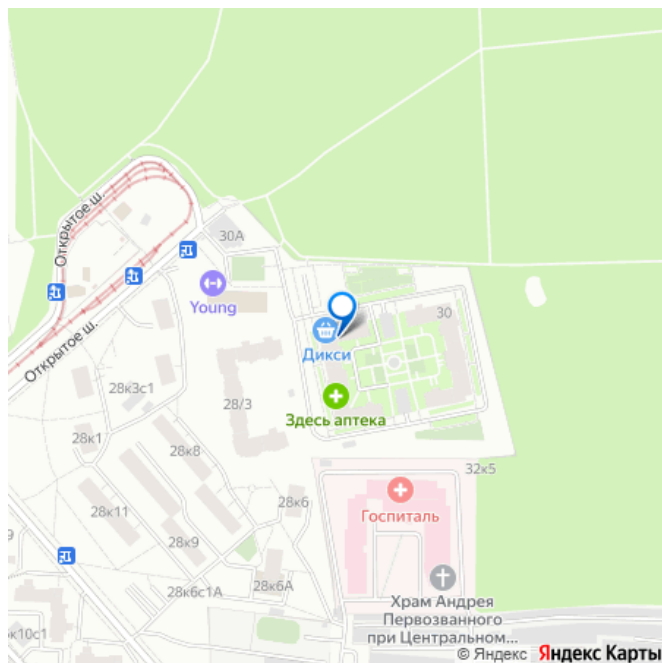 Открытое ш.
30А
Young
Открытое ш.
30
Дикси
28к3с1
28/3
Здесь аптека
28к1
28к8
32к5
28к11
28к6
Госпиталь
28к9
28к6А
28к6с1А
Храм Андрея
Первозванного
при Центральном...
к10с1
© Яндекс Яндекс Карты